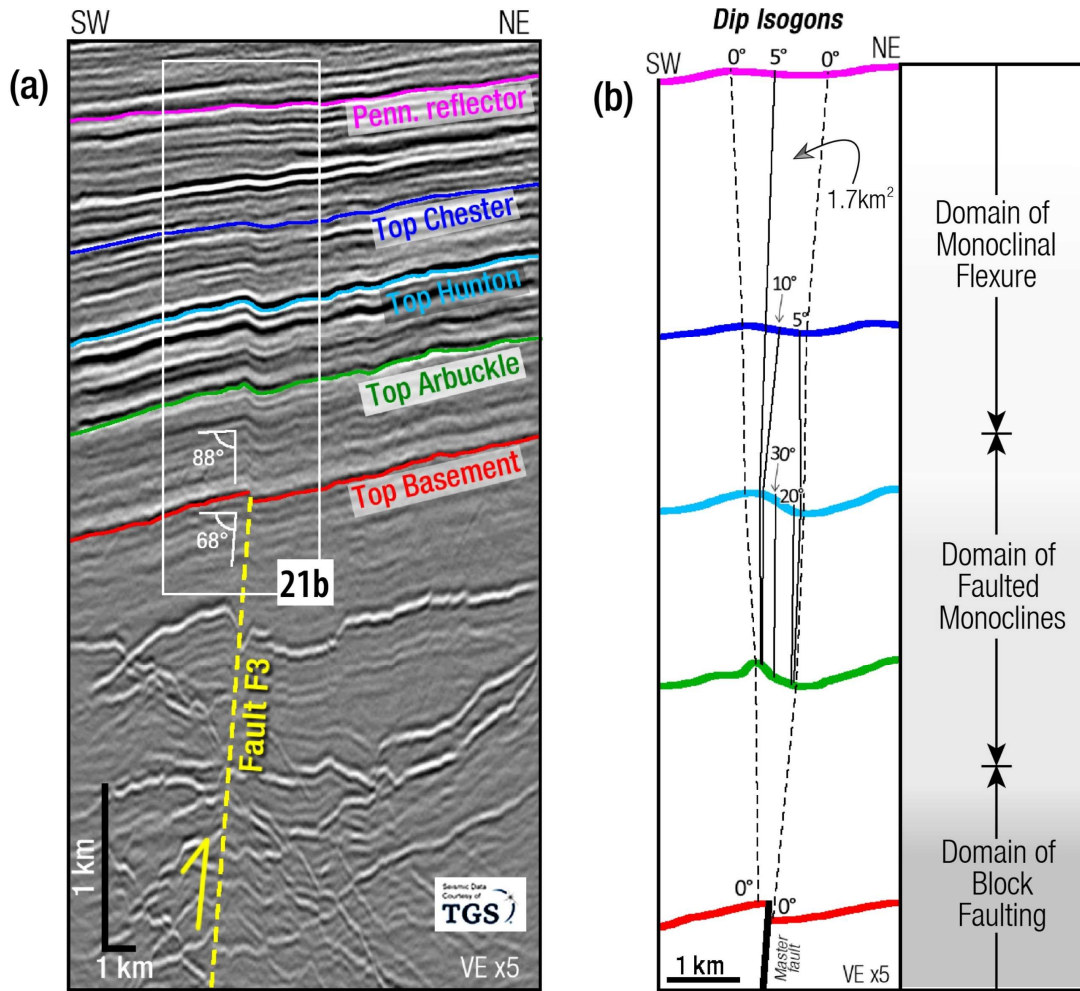 (a)
SW
NE
Penn. reflector
Top Chester
Top Hunton
Top Arbuckle
88°
Top Basement
68°
21b
Fault F3
1 km
1 km
Seismic Data
Courtesy of
TGS
VE x5
(b)
Dip Isogons
SW
0°
5°
0°
NE
1.7km²
10°
5°
30°
20°
0°
0°
Master
fault
1 km
VE x5
Domain of
Monoclinal
Flexure
Domain of
Faulted
Monoclines
Domain of
Block
Faulting